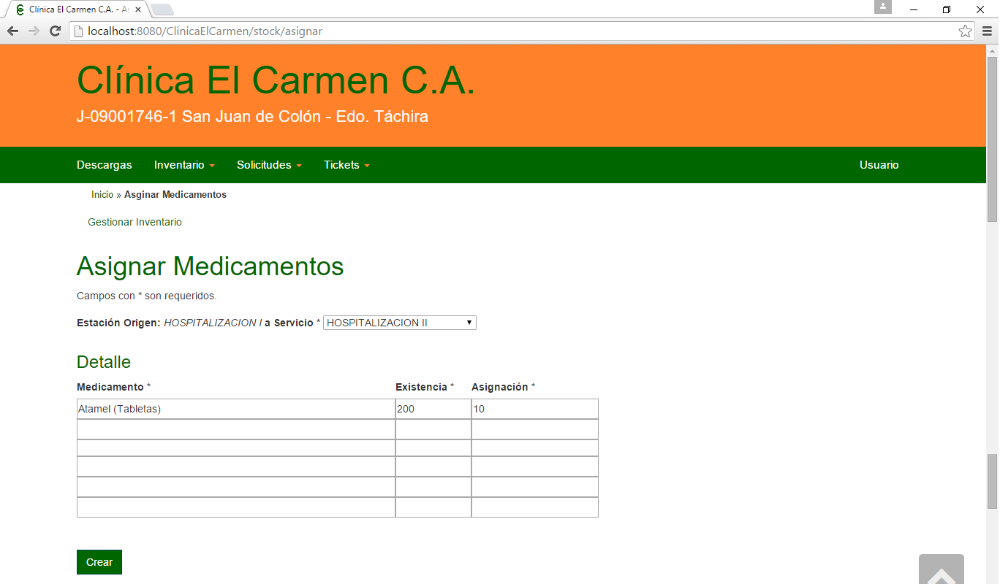 Clínica El Carmen C.A. - As
localhost:8080/ClinicaElCarmen/stock/asignar
Clínica El Carmen C.A.
J-09001746-1 San Juan de Colón - Edo. Táchira
Descargas Inventario Solicitudes Tickets Usuario
Inicio » Asginar Medicamentos
Gestionar Inventario
Asignar Medicamentos
Campos con * son requeridos.
Estación Origen: HOSPITALIZACION I a Servicio * HOSPITALIZACION II
Detalle
Medicamento * Existencia * Asignación *
Atamel (Tabletas) 200 10
Crear